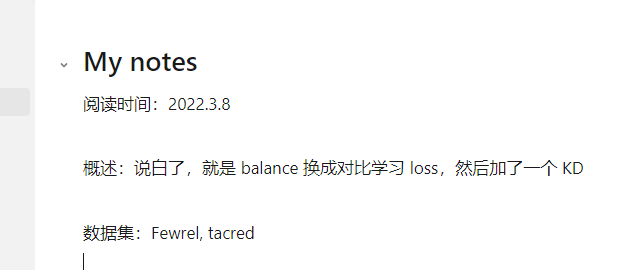 My notes
阅读时间：2022.3.8
概述：说白了，就是 balance 换成对比学习 loss，然后加了一个 KD
数据集：Fewrel, tacred